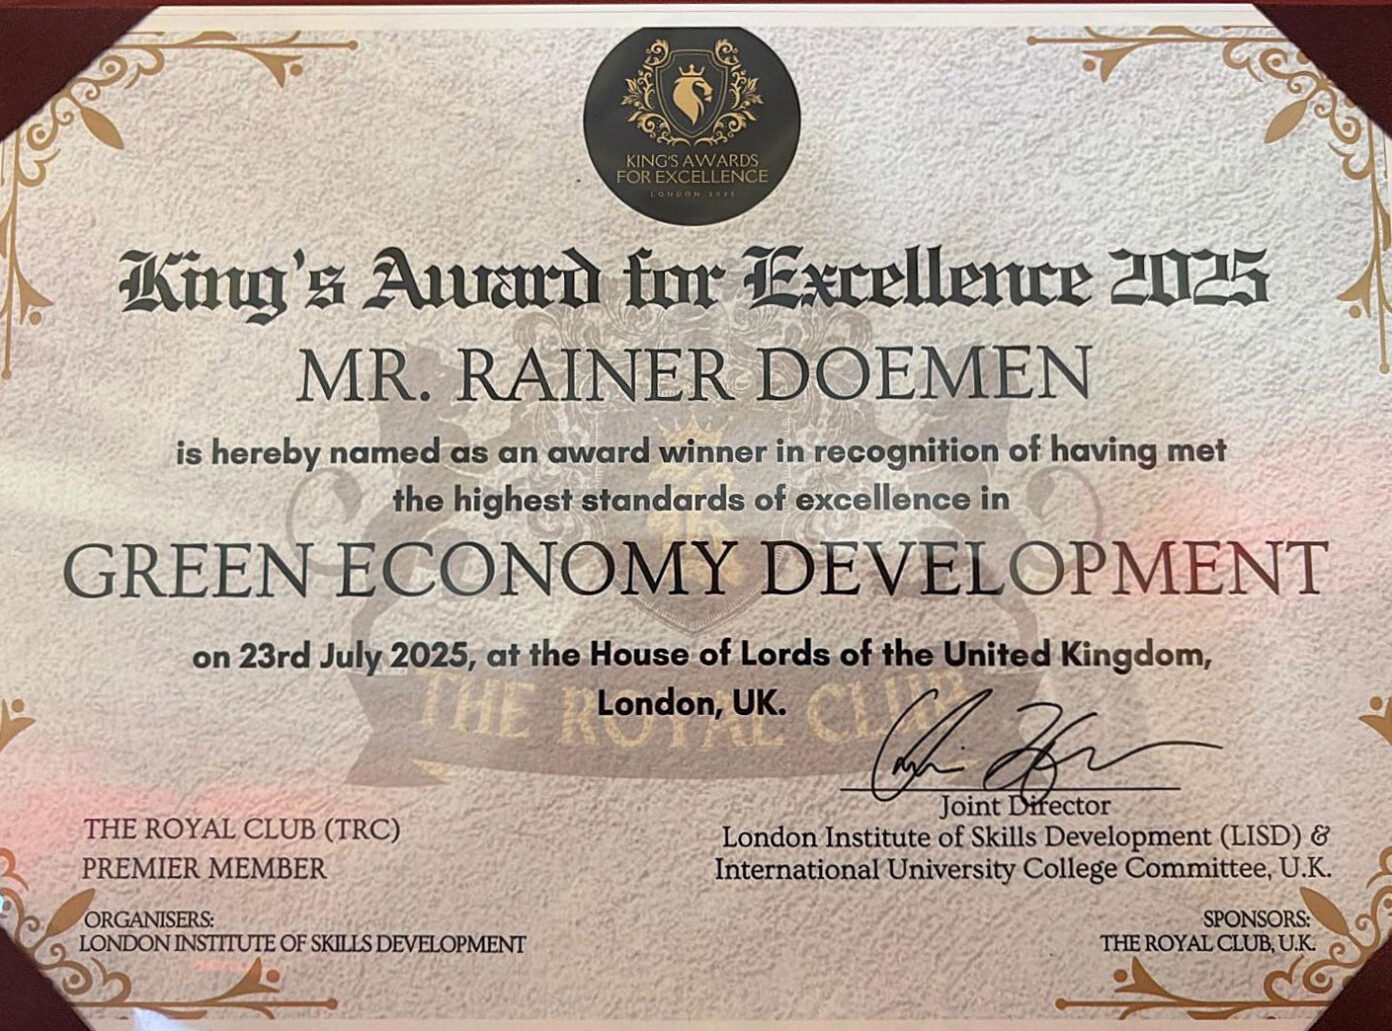 KING'S AWARDS
FOR EXCELLENCE
LONDON 2025
King's Award for Excellence 2025
MR. RAINER DOEMEN
is hereby named as an award winner in recognition of having met
the highest standards of excellence in
GREEN ECONOMY DEVELOPMENT
on 23rd July 2025, at the House of Lords of the United Kingdom,
London, UK.
THE ROYAL CLUB
Joint Director
London Institute of Skills Development (LISD) &
International University College Committee, U.K.
THE ROYAL CLUB (TRC)
PREMIER MEMBER
ORGANISERS:
LONDON INSTITUTE OF SKILLS DEVELOPMENT
SPONSORS:
THE ROYAL CLUB, U.K.